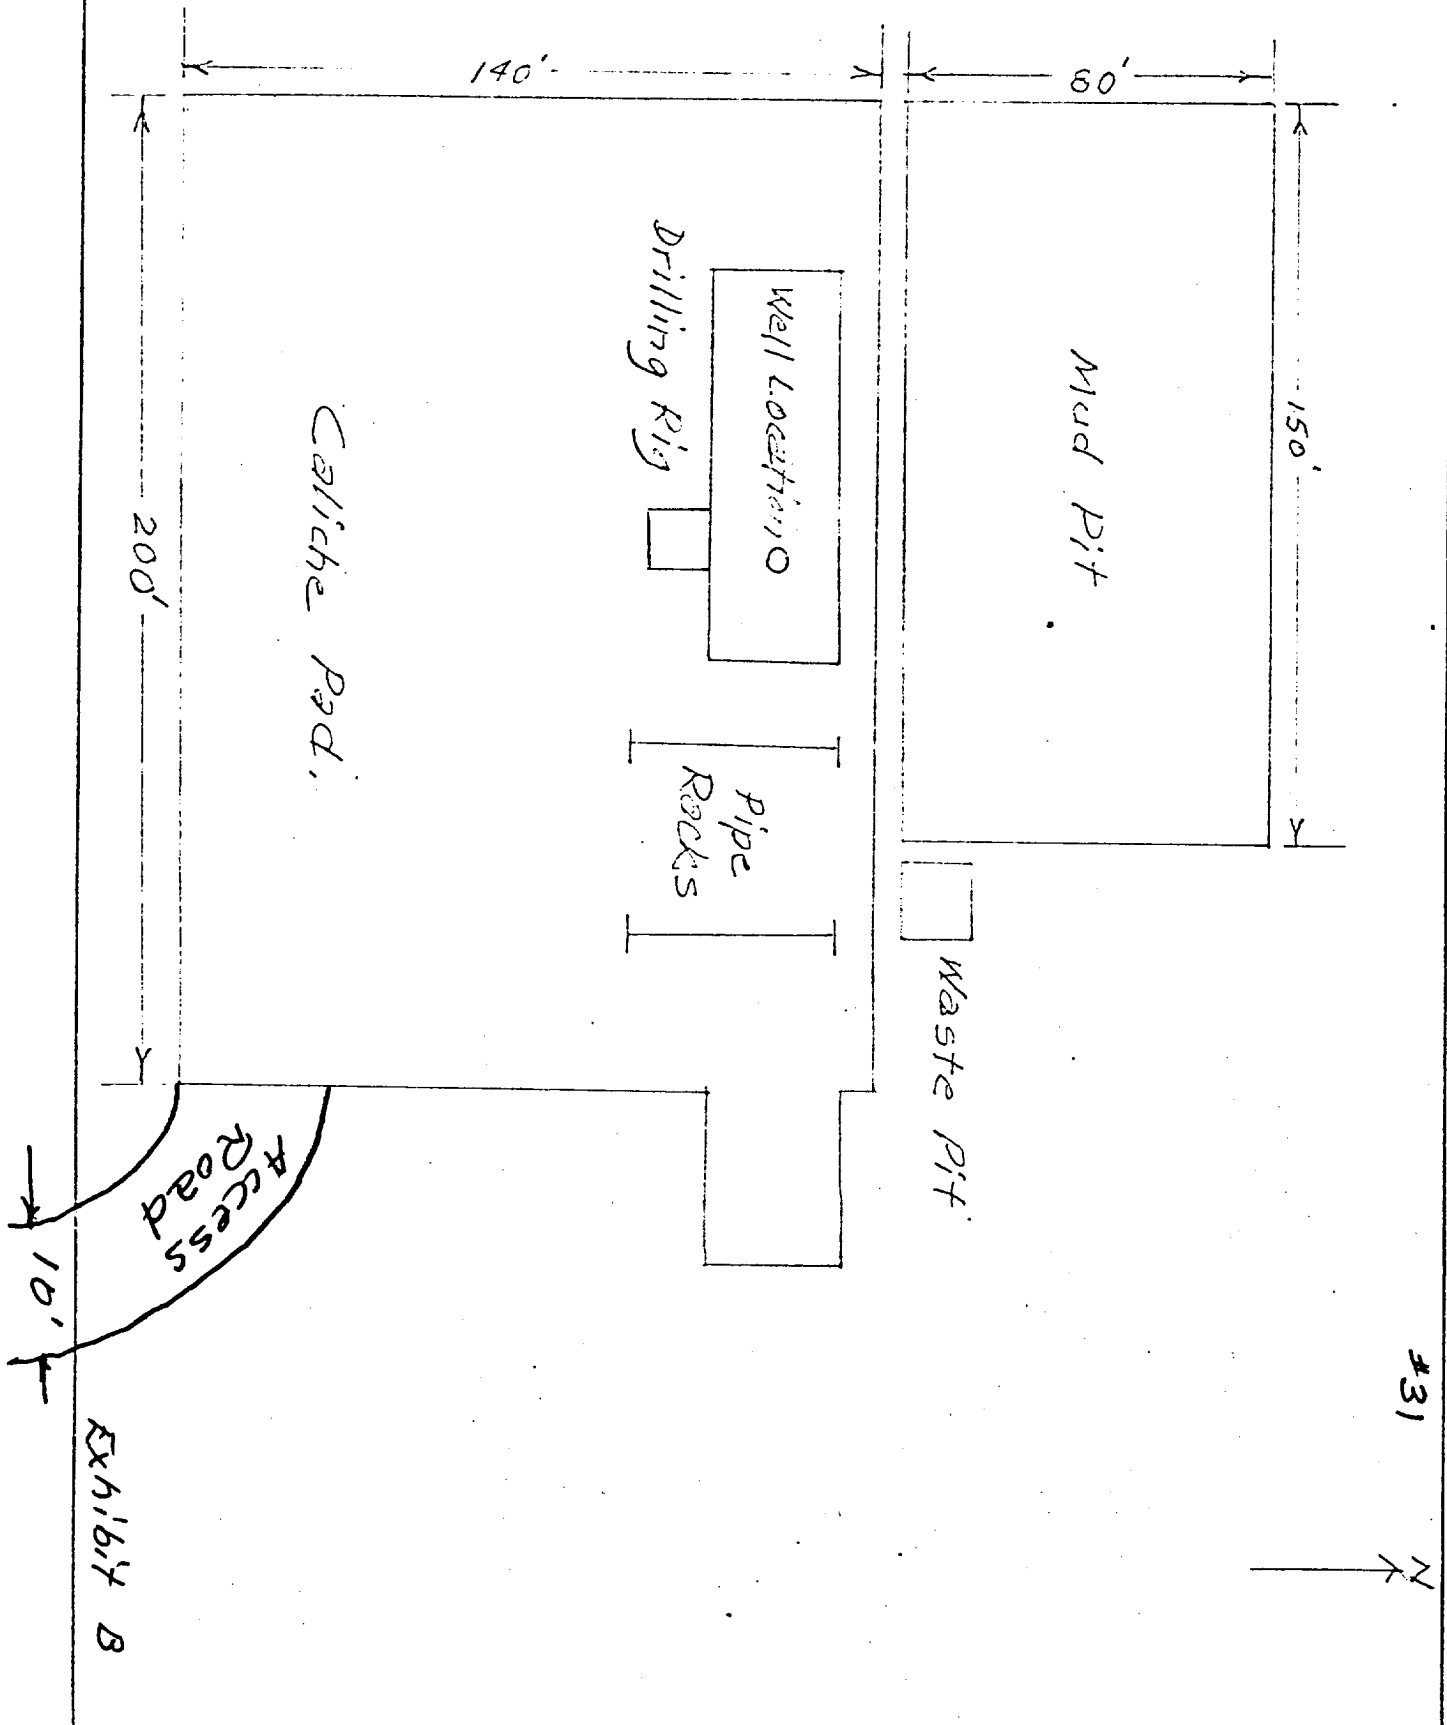 #31
N
150'
80'
Mud Pit
Waste Pit
140'
Well Location O
Drilling Rig
Pipe
Racks
Caliche Pad.
200'
Access
Road
10'
Exhibit B